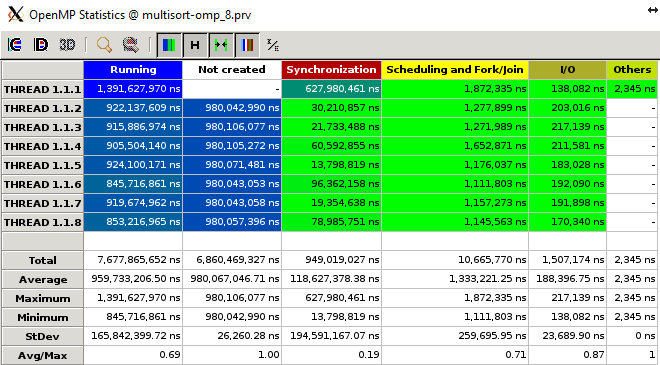 OpenMP Statistics @ multisort-omp_8.prv
3D
H
Running Not created Synchronization Scheduling and Fork/Join I/O Others
THREAD 1.1.1 1,391,627,970 ns - 627,980,461 ns 1,872,335 ns 138,082 ns 2,345 ns
THREAD 1.1.2 922,137,609 ns 980,042,990 ns 30,210,857 ns 1,277,899 ns 203,016 ns -
THREAD 1.1.3 915,886,974 ns 980,106,077 ns 21,733,488 ns 1,271,989 ns 217,139 ns -
THREAD 1.1.4 905,504,140 ns 980,105,272 ns 60,592,855 ns 1,652,871 ns 211,581 ns -
THREAD 1.1.5 924,100,171 ns 980,071,481 ns 13,798,819 ns 1,176,037 ns 183,028 ns -
THREAD 1.1.6 845,716,861 ns 980,043,053 ns 96,362,158 ns 1,111,803 ns 192,090 ns -
THREAD 1.1.7 919,674,962 ns 980,043,058 ns 19,354,638 ns 1,157,273 ns 191,898 ns -
THREAD 1.1.8 853,216,965 ns 980,057,396 ns 78,985,751 ns 1,145,563 ns 170,340 ns -
Total 7,677,865,652 ns 6,860,469,327 ns 949,019,027 ns 10,665,770 ns 1,507,174 ns 2,345 ns
Average 959,733,206.50 ns 980,067,046.71 ns 118,627,378.38 ns 1,333,221.25 ns 188,396.75 ns 2,345 ns
Maximum 1,391,627,970 ns 980,106,077 ns 627,980,461 ns 1,872,335 ns 217,139 ns 2,345 ns
Minimum 845,716,861 ns 980,042,990 ns 13,798,819 ns 1,111,803 ns 138,082 ns 2,345 ns
StDev 165,842,399.72 ns 26,260.28 ns 194,591,167.07 ns 259,695.95 ns 23,689.90 ns 0 ns
Avg/Max 0.69 1.00 0.19 0.71 0.87 1